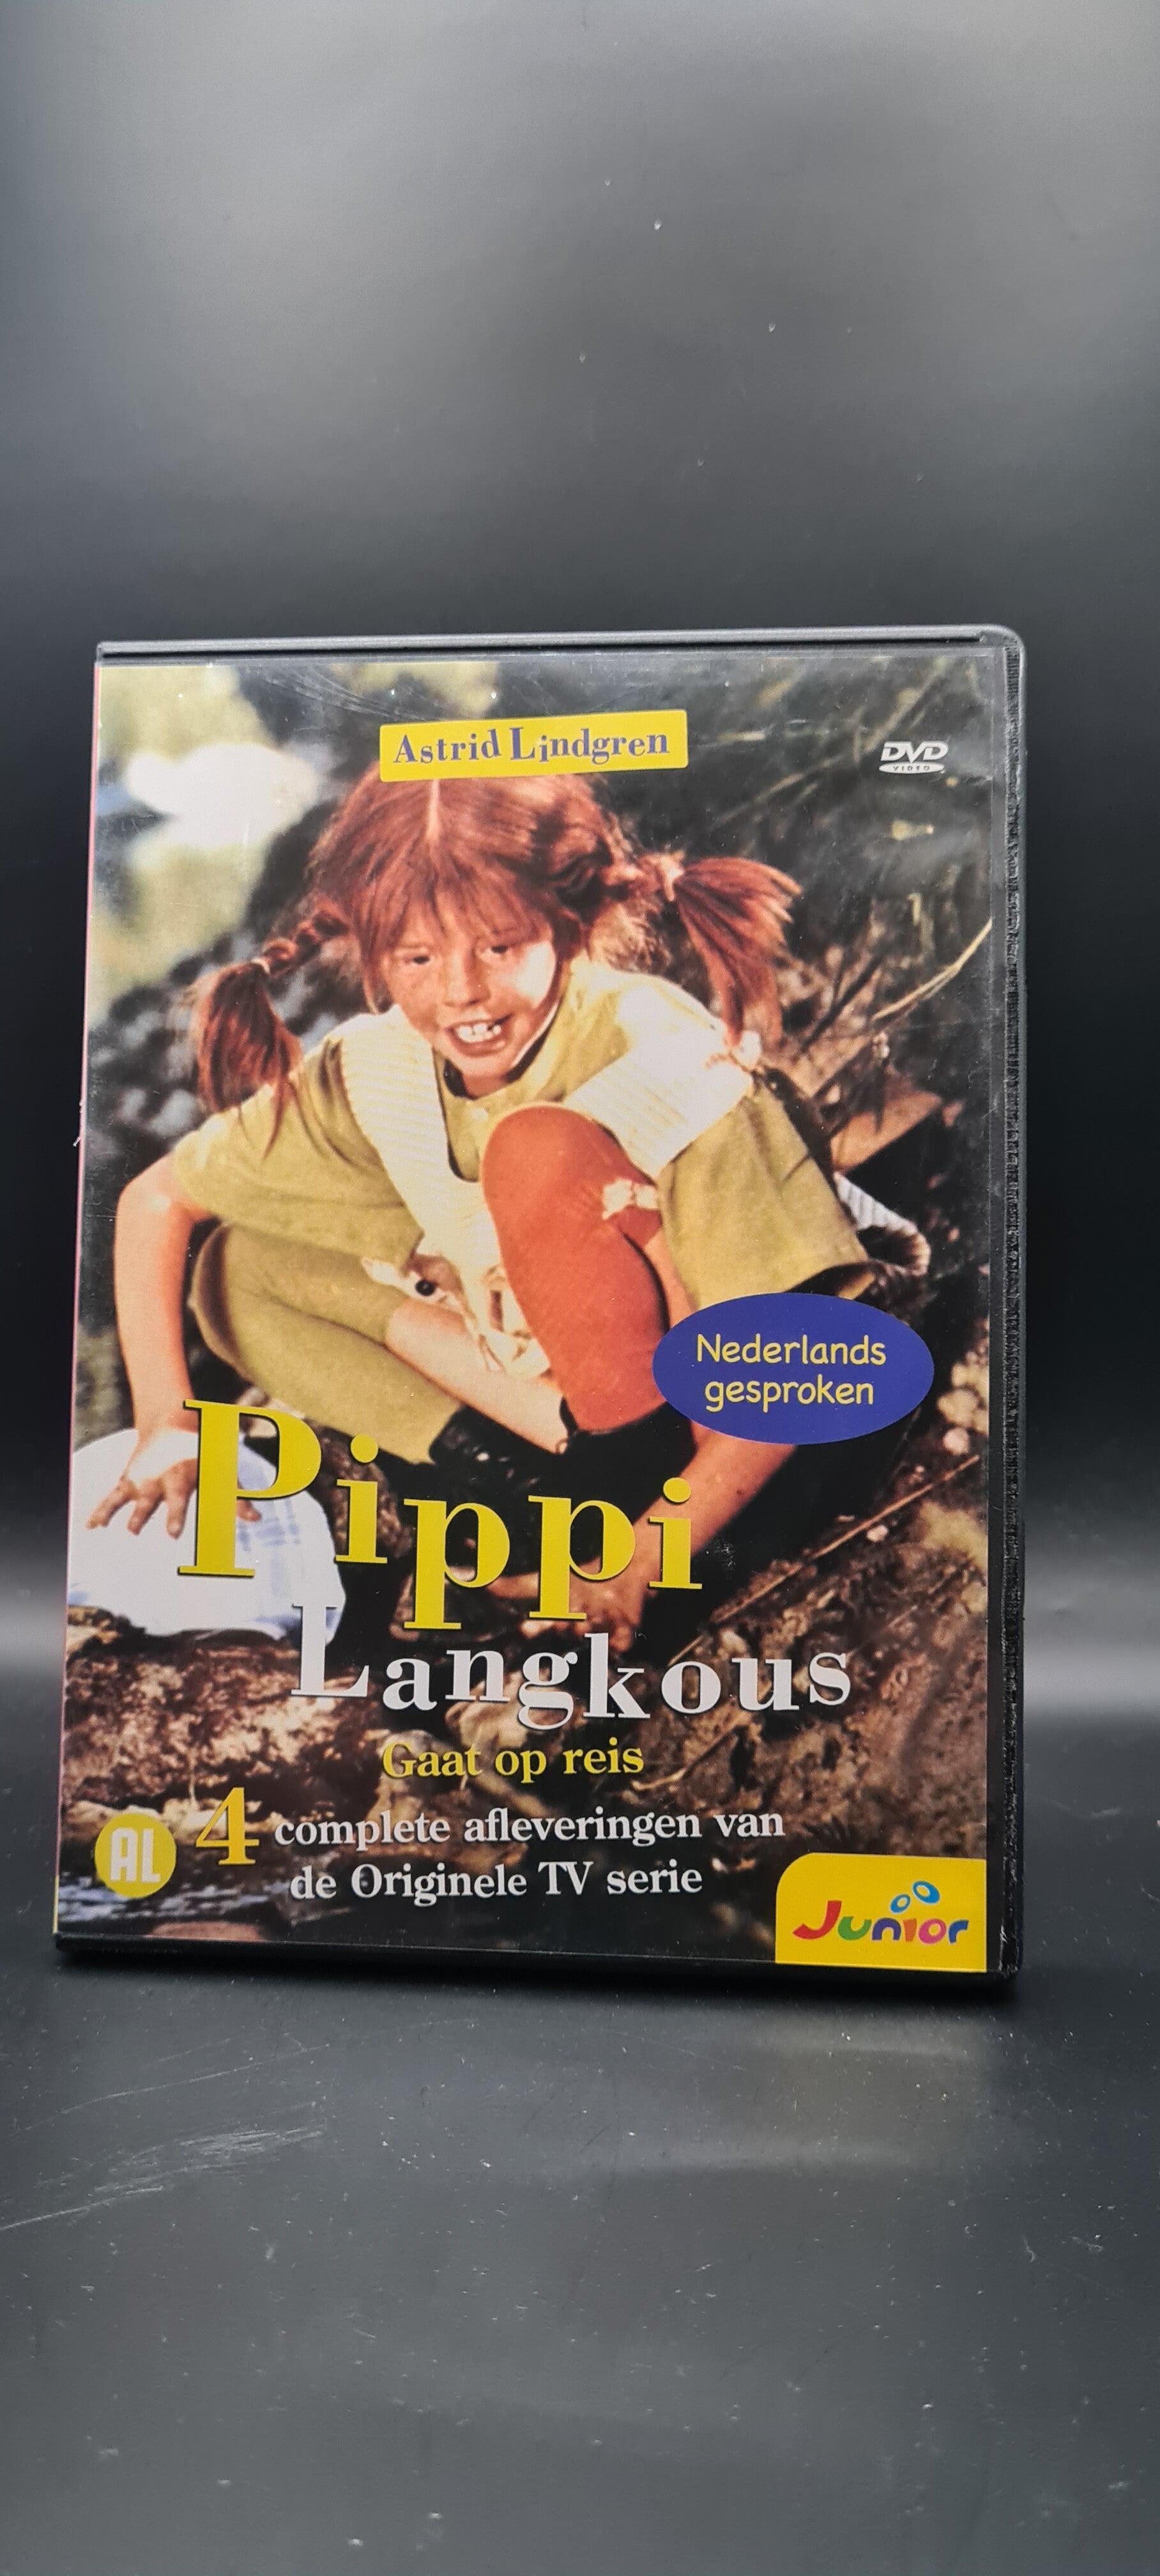 Astrid Lindgren
DVD
VIDEO
Nederlands
gesproken
Pippi
Langkous
Gaat op reis
AL
4 complete afleveringen van
de Originele TV serie
Junior